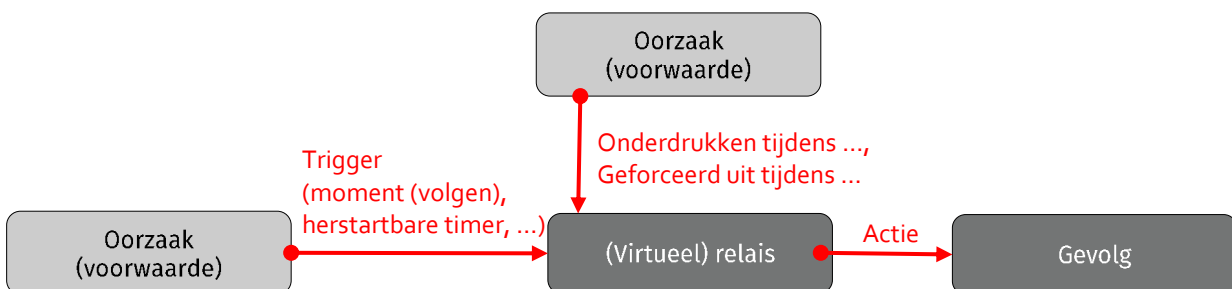 Oorzaak
(voorwaarde)
Onderdrukken tijdens ...,
Geforceerd uit tijdens ...
Trigger
(moment (volgen),
herstartbare timer, ...)
Oorzaak
(voorwaarde)
(Virtueel) relais
Actie
Gevolg